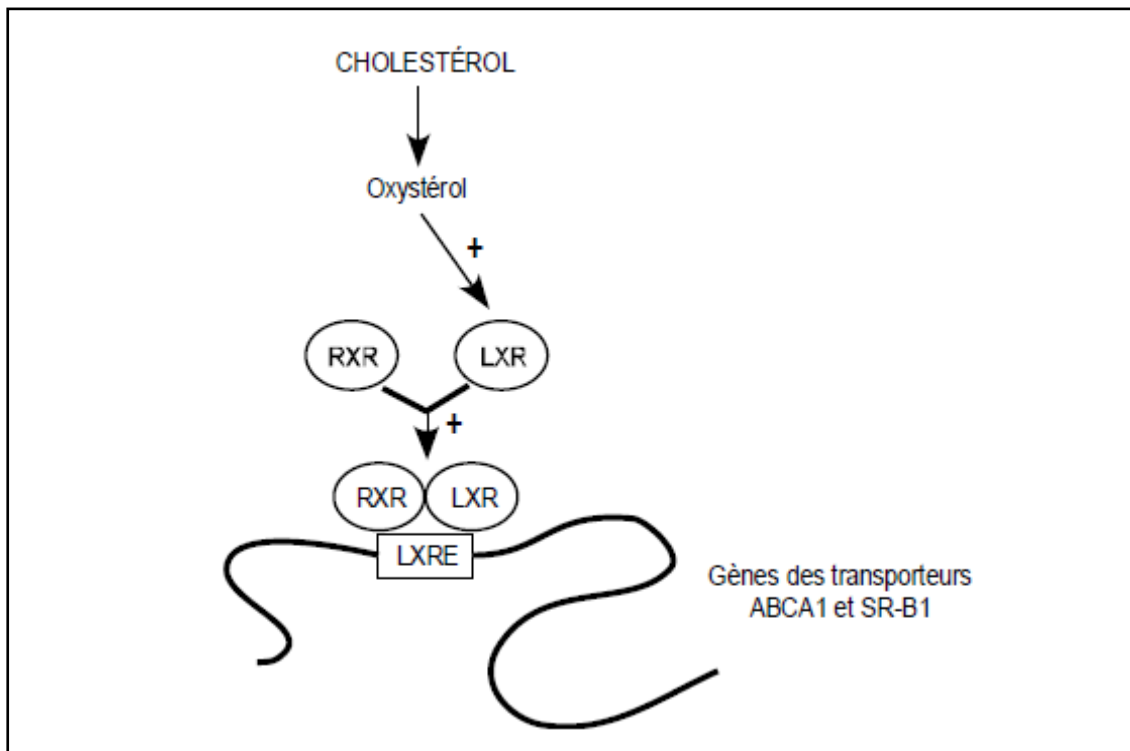 CHOLESTÉROL
Oxystérol
+
RXR
LXR
+
RXR
LXR
LXRE
Gènes des transporteurs
ABCA1 et SR-B1